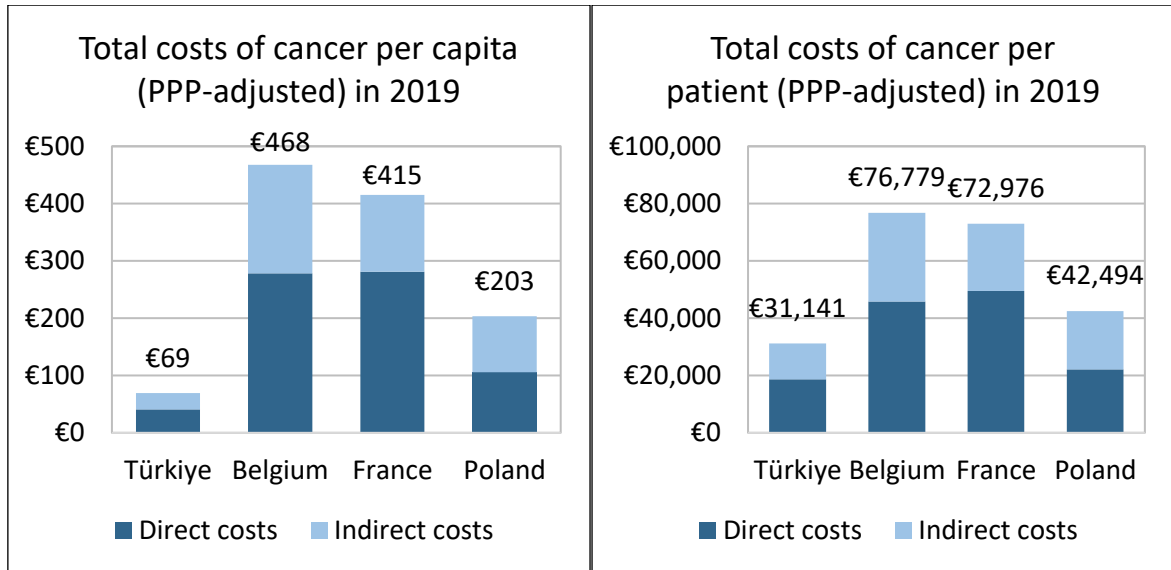 Total costs of cancer per capita
(PPP-adjusted) in 2019
€500
€400
€300
€200
€100
€0
€69
€468
€415
€203
Türkiye Belgium France Poland
Direct costs Indirect costs
Total costs of cancer per
patient (PPP-adjusted) in 2019
€100,000
€80,000
€60,000
€40,000
€20,000
€0
€31,141
€76,779
€72,976
€42,494
Türkiye Belgium France Poland
Direct costs Indirect costs